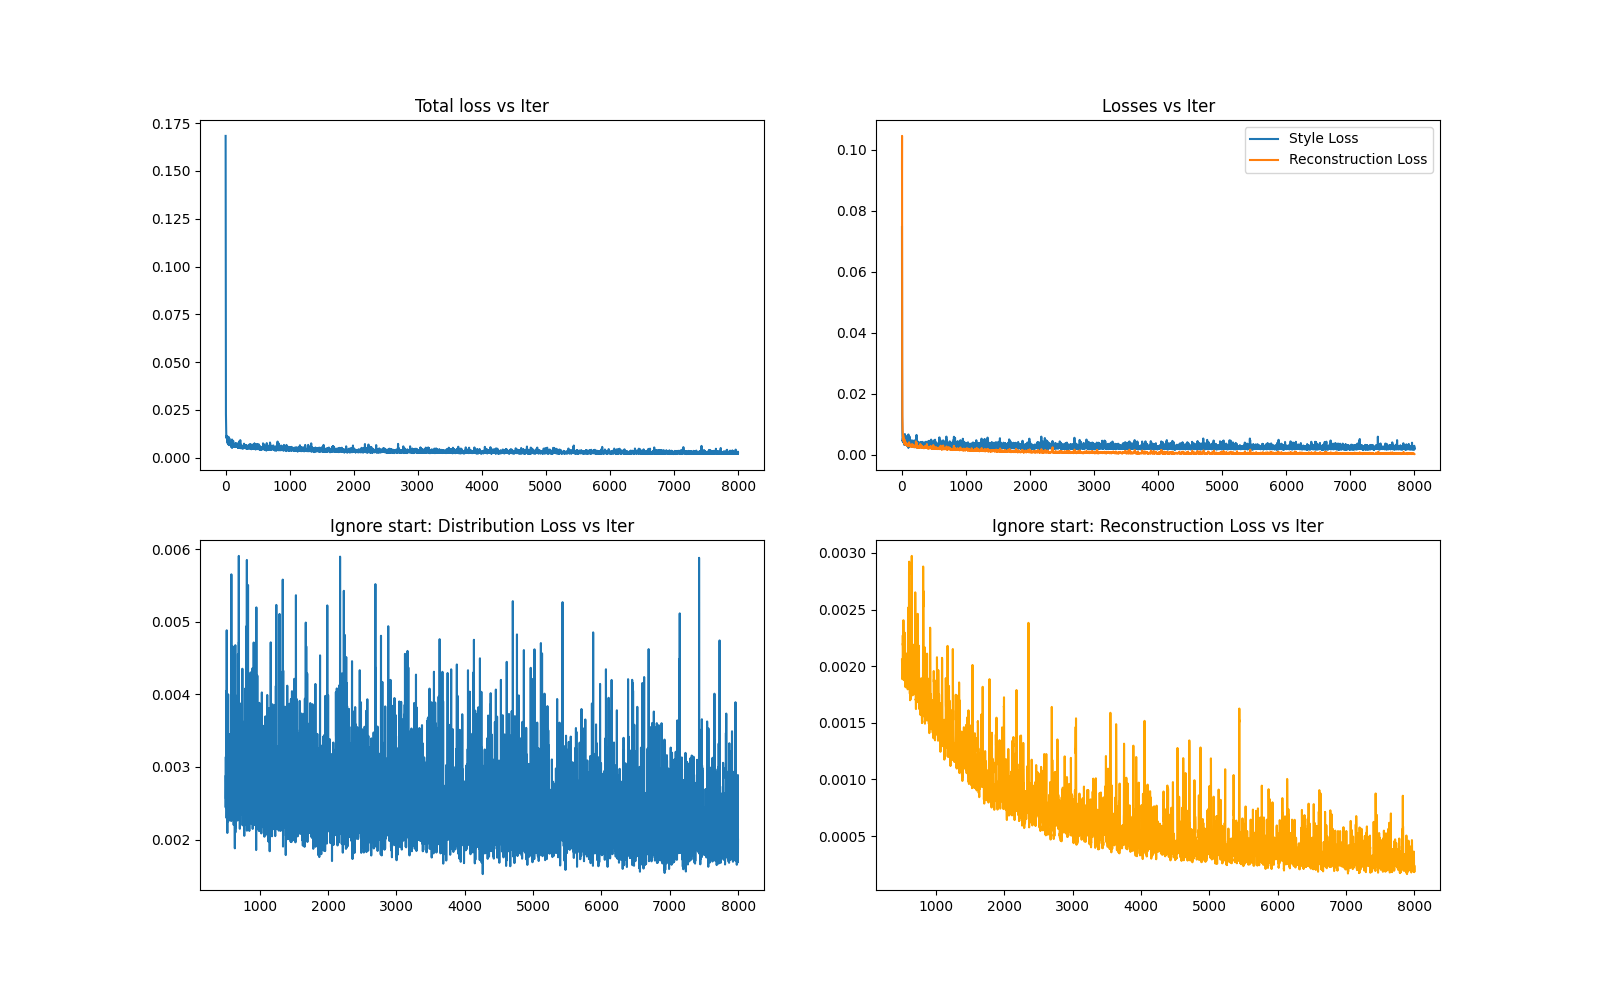 Total loss vs Iter
0.175
0.150
0.125
0.100
0.075
0.050
0.025
0.000
0 1000 2000 3000 4000 5000 6000 7000 8000
Losses vs Iter
Style Loss
Reconstruction Loss
0.10
0.08
0.06
0.04
0.02
0.00
0 1000 2000 3000 4000 5000 6000 7000 8000
Ignore start: Distribution Loss vs Iter
0.006
0.005
0.004
0.003
0.002
1000 2000 3000 4000 5000 6000 7000 8000
Ignore start: Reconstruction Loss vs Iter
0.0030
0.0025
0.0020
0.0015
0.0010
0.0005
1000 2000 3000 4000 5000 6000 7000 8000